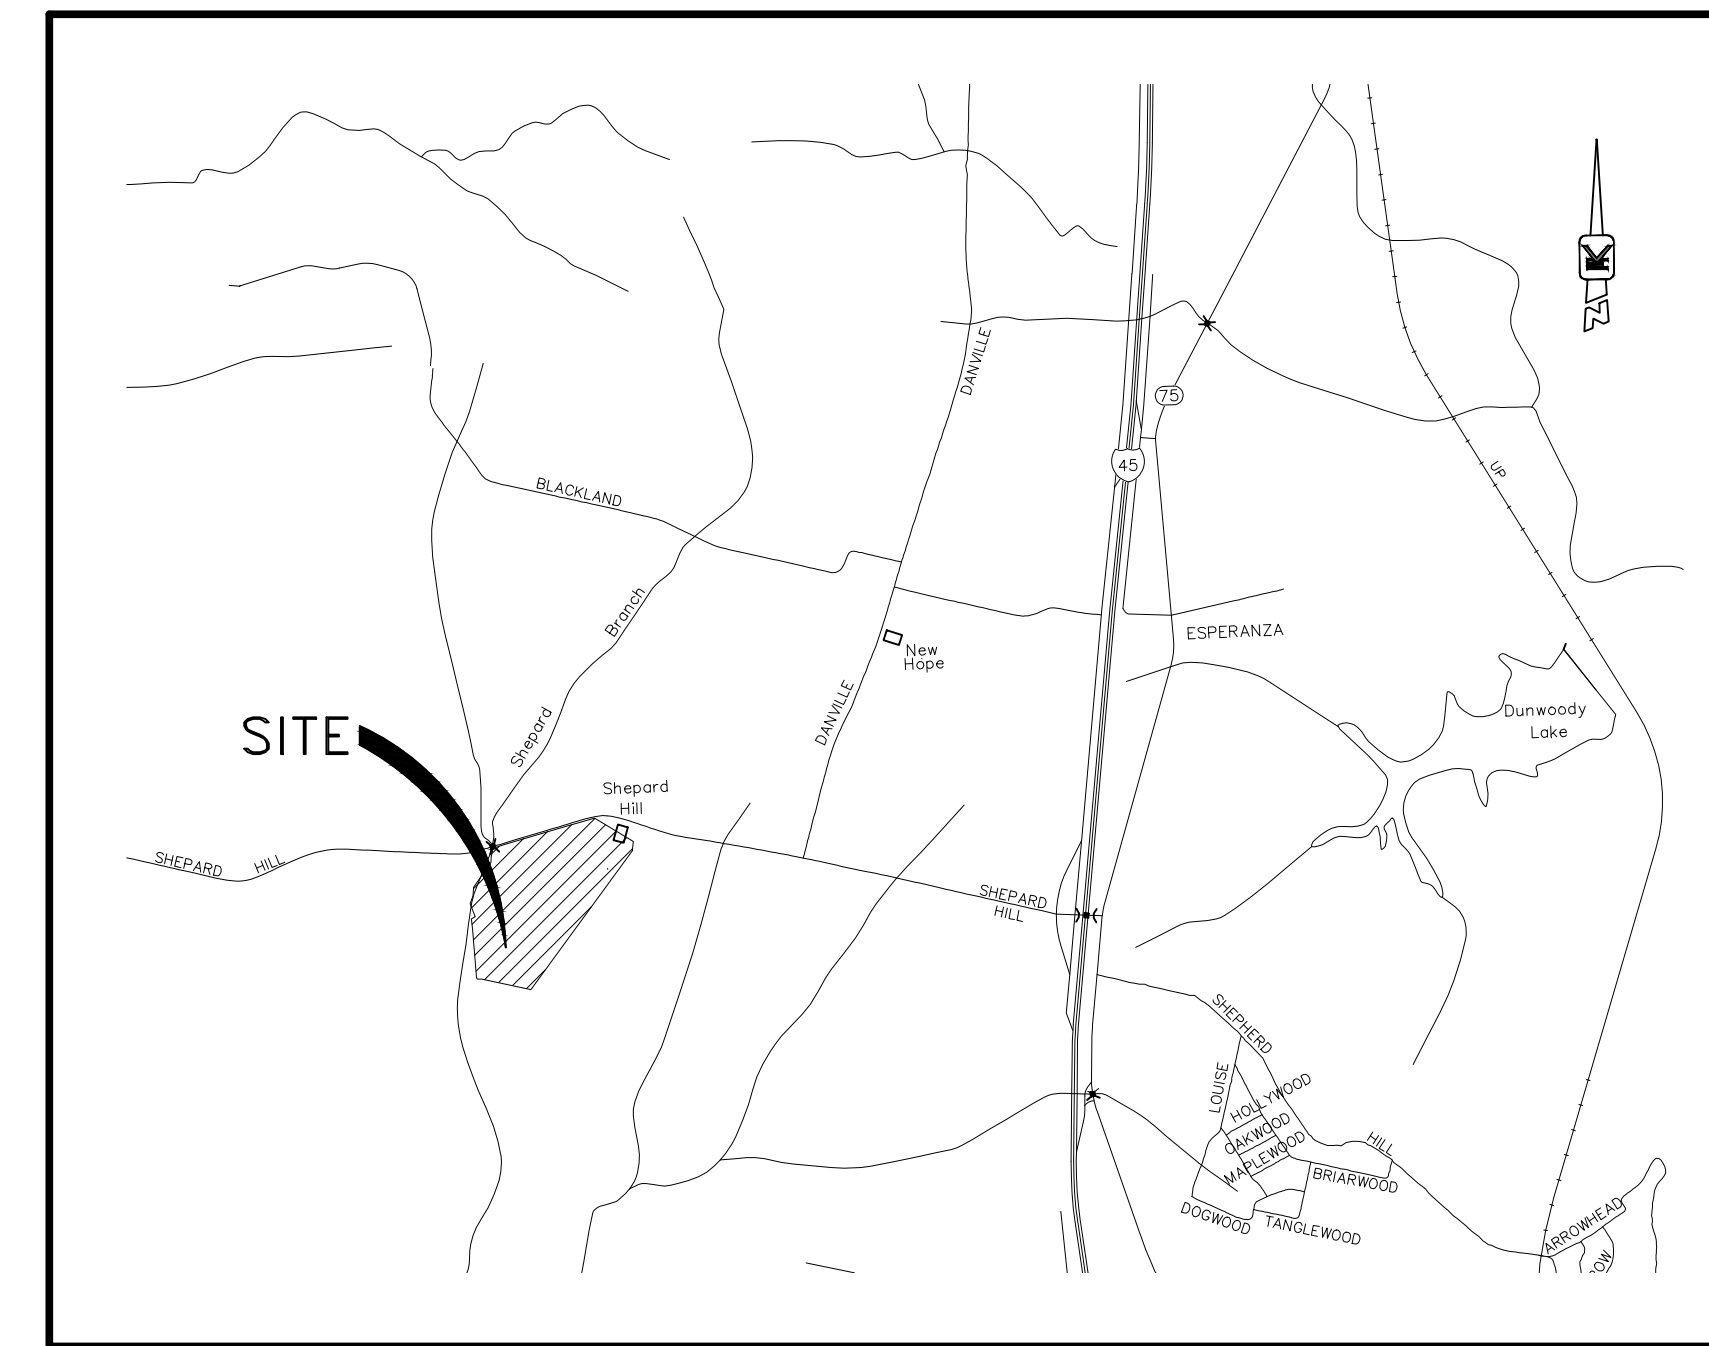 DANVILLE
75
45
UP
BLACKLAND
Branch
ESPERANZA
New
Hope
DANVILLE
Dunwoody
Lake
SITE
Shepard
Shepard
Hill
SHEPARD HILL
SHEPARD
HILL
SHEPHERD
LOUISE
HOLLYWOOD
OAKWOOD
MAPLEWOOD
HILL
BRIARWOOD
DOGWOOD
TANGLEWOOD
ARROWHEAD
N